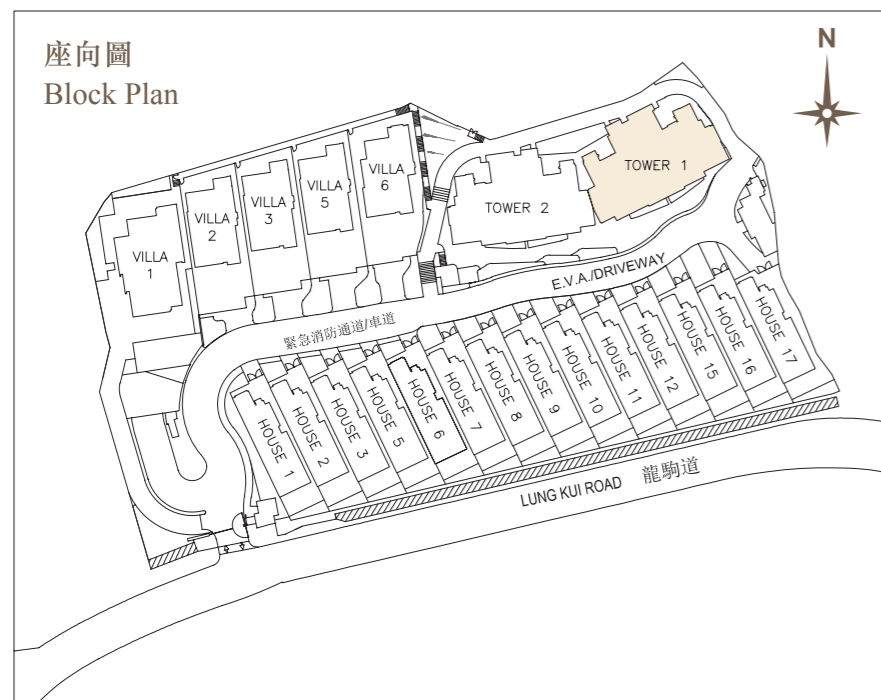 座向圖
Block Plan
N
VILLA
1
VILLA
2
VILLA
3
VILLA
5
VILLA
6
TOWER 2
TOWER 1
E.V.A./DRIVEWAY
緊急消防通道/車道
HOUSE 1
HOUSE 2
HOUSE 3
HOUSE 5
HOUSE 6
HOUSE 7
HOUSE 8
HOUSE 9
HOUSE 10
HOUSE 11
HOUSE 12
HOUSE 15
HOUSE 16
HOUSE 17
LUNG KUI ROAD 龍駒道